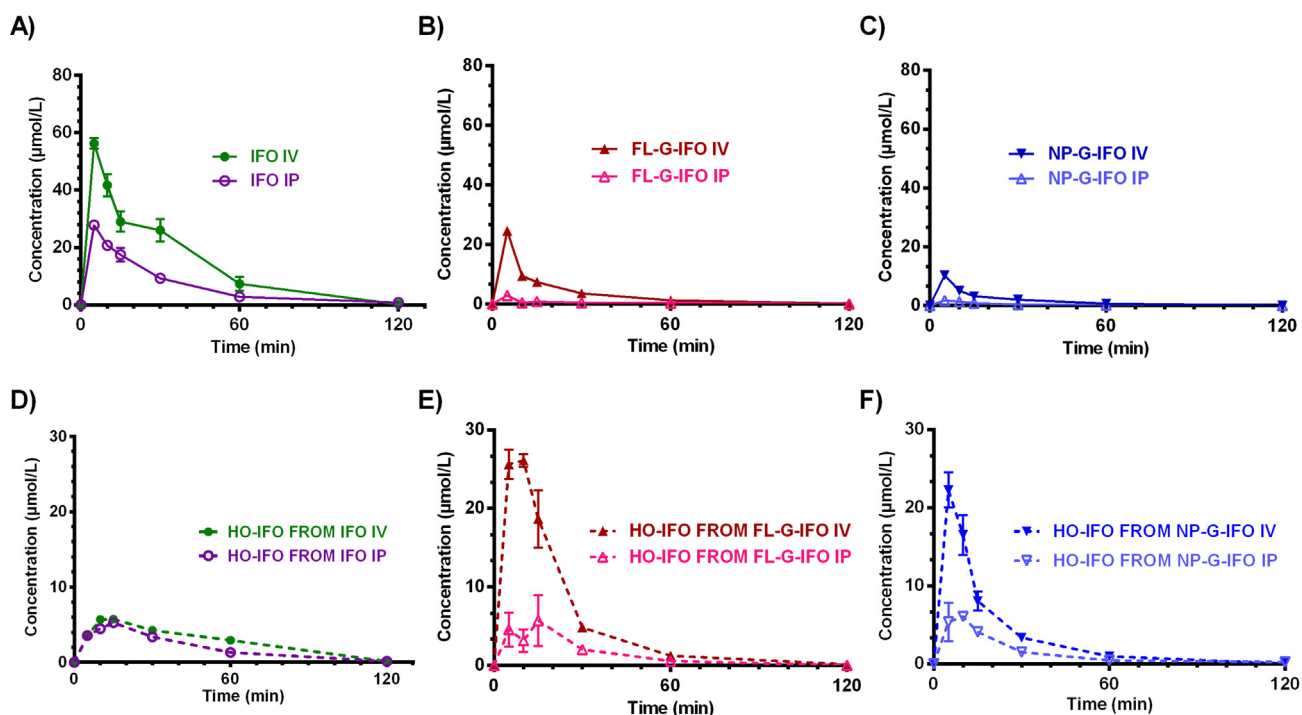 A)
Concentration (µmol/L)
80
60
40
20
0
0
60
120
Time (min)
IFO IV
IFO IP
B)
Concentration (µmol/L)
80
60
40
20
0
0
60
120
Time (min)
FL-G-IFO IV
FL-G-IFO IP
C)
Concentration (µmol/L)
80
60
40
20
0
0
60
120
Time (min)
NP-G-IFO IV
NP-G-IFO IP
D)
Concentration (µmol/L)
30
20
10
0
0
60
120
Time (min)
HO-IFO FROM IFO IV
HO-IFO FROM IFO IP
E)
Concentration (µmol/L)
30
20
10
0
0
60
120
Time (min)
HO-IFO FROM FL-G-IFO IV
HO-IFO FROM FL-G-IFO IP
F)
Concentration (µmol/L)
30
20
10
0
0
60
120
Time (min)
HO-IFO FROM NP-G-IFO IV
HO-IFO FROM NP-G-IFO IP